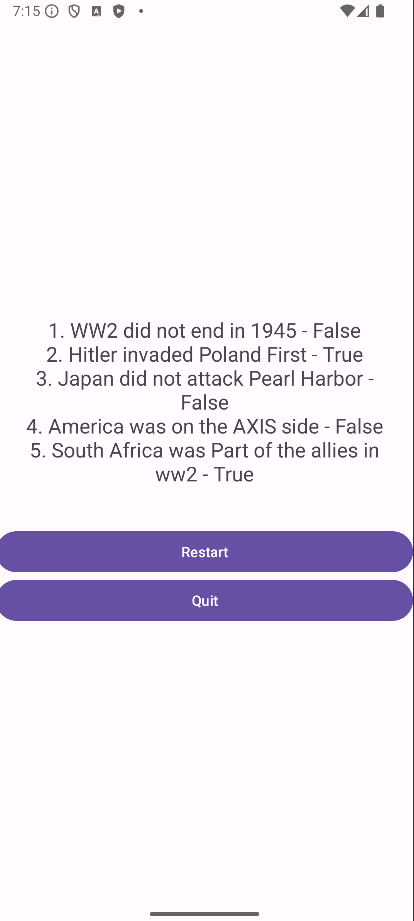 7:15
1. WW2 did not end in 1945 - False
2. Hitler invaded Poland First - True
3. Japan did not attack Pearl Harbor -
False
4. America was on the AXIS side - False
5. South Africa was Part of the allies in
ww2 - True
Restart
Quit